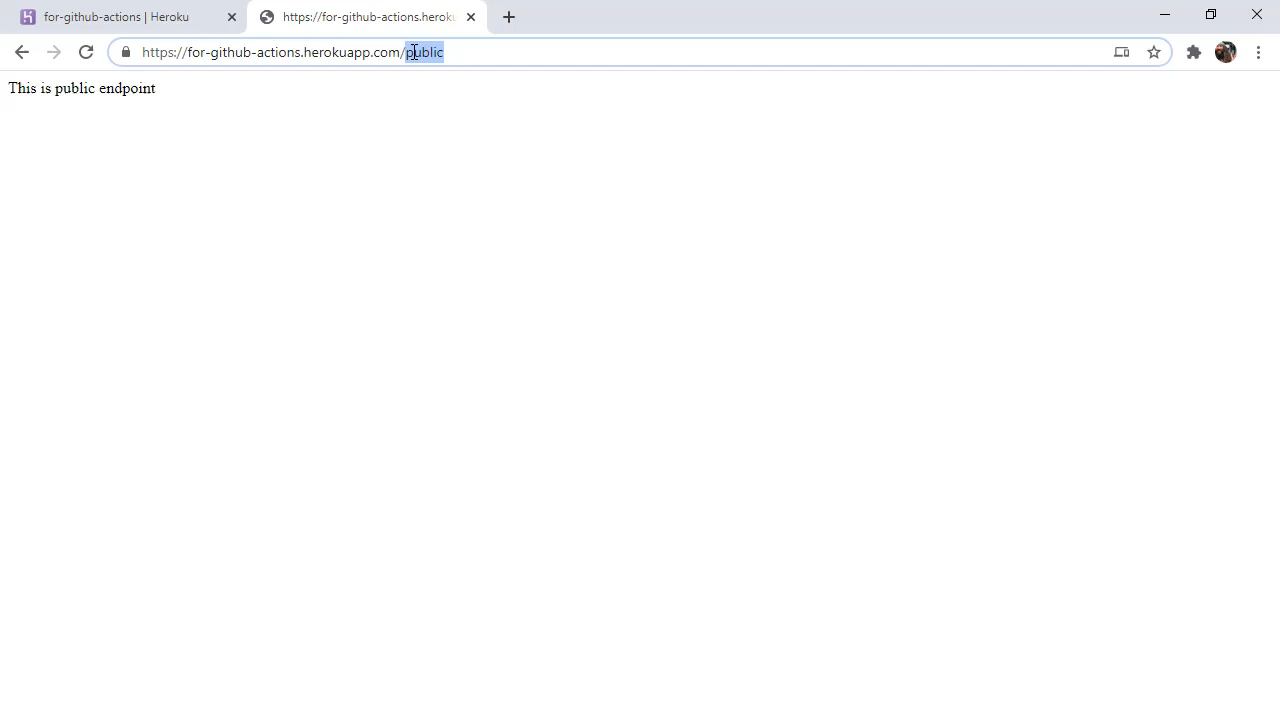 for-github-actions | Heroku
https://for-github-actions.heroku
https://for-github-actions.herokuapp.com/public
This is public endpoint